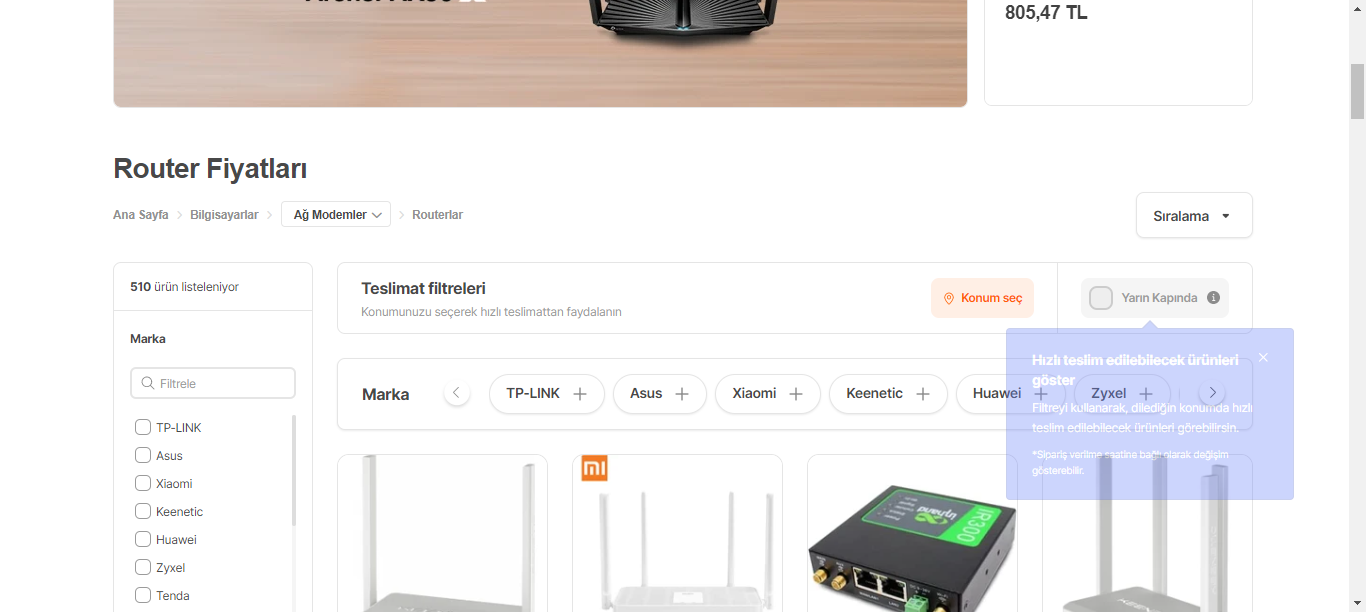 805,47 TL
Router Fiyatları
Ana Sayfa
Bilgisayarlar
Ağ Modemler
Routerlar
Sıralama
510 ürün listeleniyor
Teslimat filtreleri
Konumunuzu seçerek hızlı teslimattan faydalanın
Konum seç
Yarın Kapında
Hızlı teslim edilebilecek ürünleri
göster
Filtreyi kullanarak, dilediğin konumda hızlı
teslim edilebilecek ürünleri görebilirsin.
*Sipariş verilme saatine bağlı olarak değişim
gösterebilir.
Marka
Filtrele
TP-LINK
Asus
Xiaomi
Keenetic
Huawei
Zyxel
Tenda
Marka
TP-LINK
Asus
Xiaomi
Keenetic
Huawei
Zyxel
mi
inhand
IR300